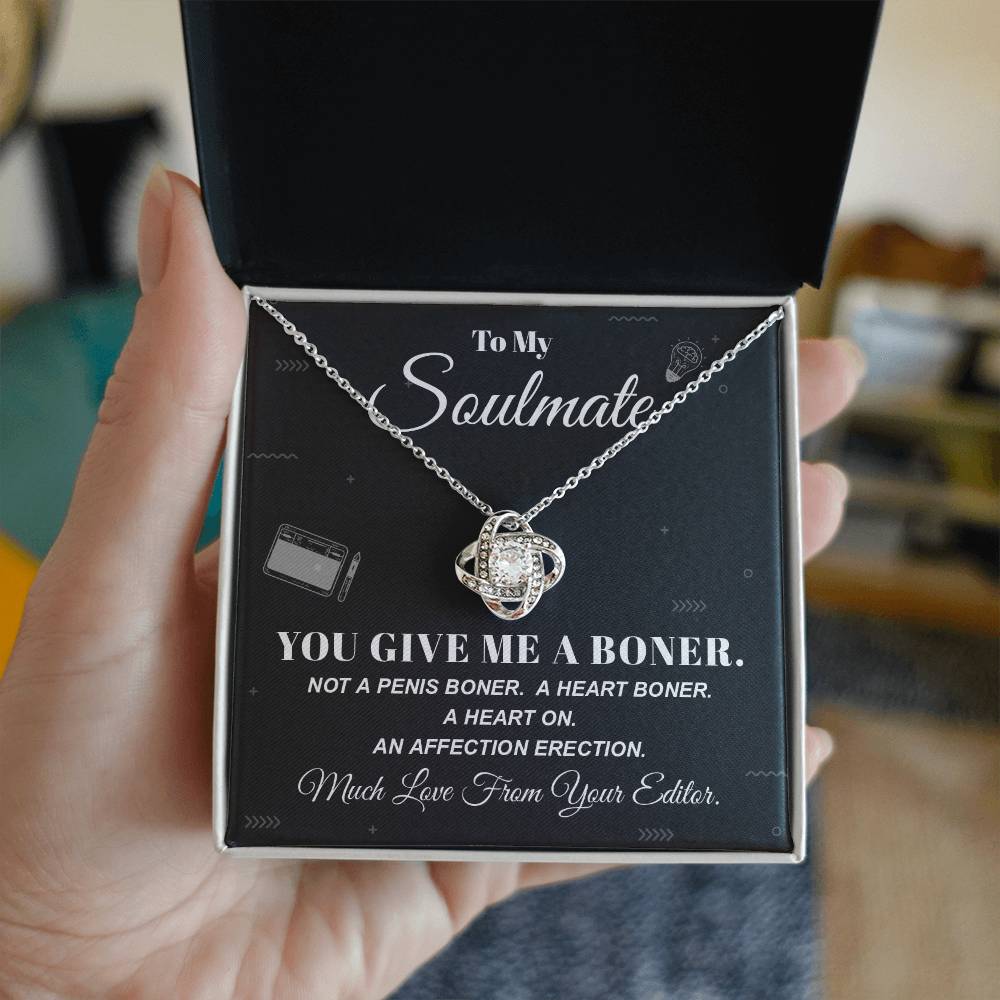 To My
Soulmate
YOU GIVE ME A BONER.
NOT A PENIS BONER. A HEART BONER.
A HEART ON.
AN AFFECTION ERECTION.
Much Love From Your Editor.